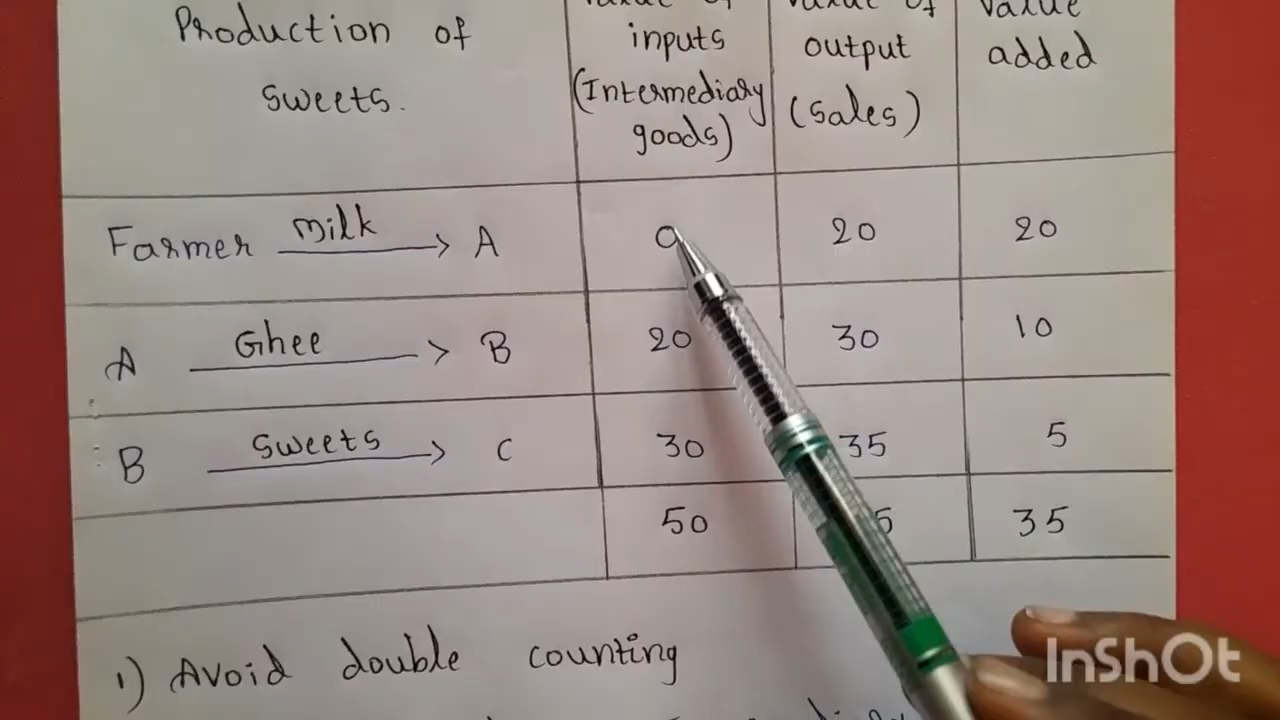 Production of
sweets.
inputs
(Intermediary
goods)
output
(Sales)
Value
added
Farmer milk A 0 20 20
A Ghee B 20 30 10
B sweets C 30 35 5
50 5 35
1) Avoid double counting
InShOt